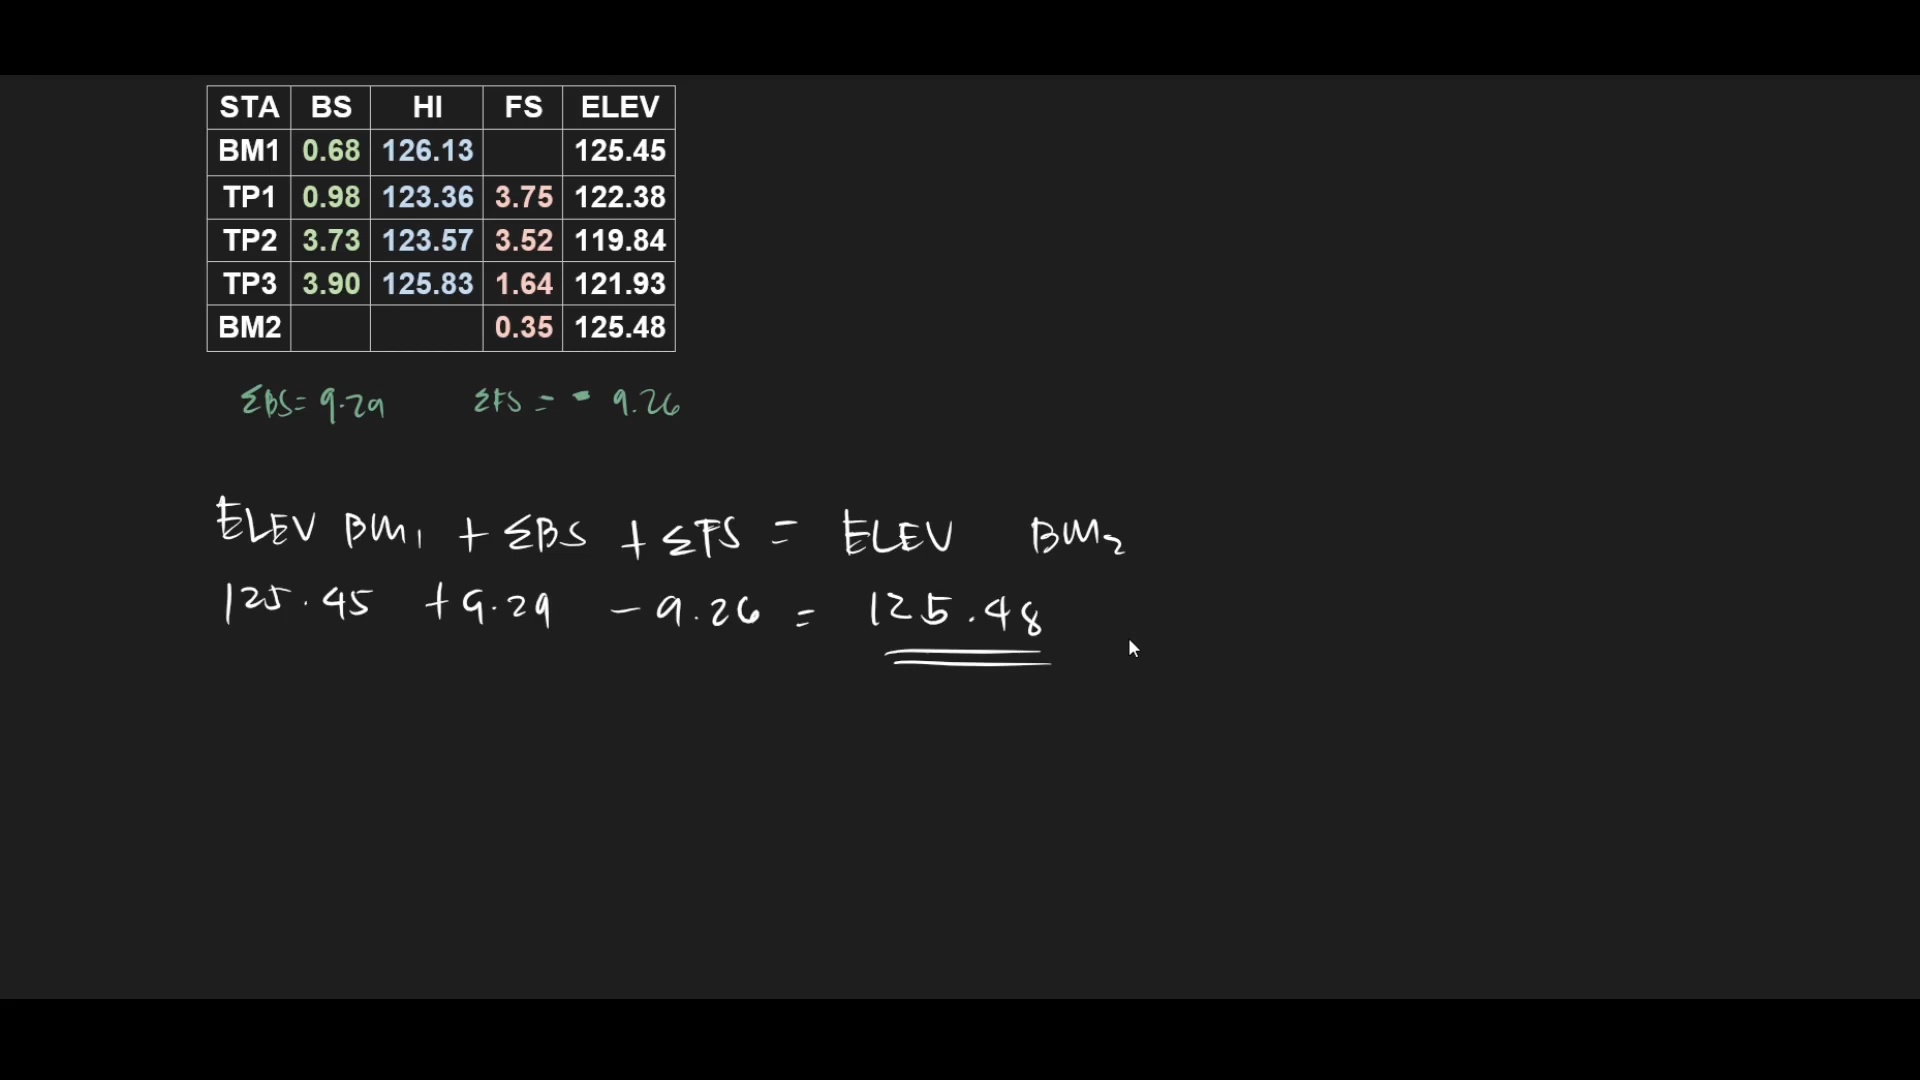 STA BS HI FS ELEV
BM1 0.68 126.13 125.45
TP1 0.98 123.36 3.75 122.38
TP2 3.73 123.57 3.52 119.84
TP3 3.90 125.83 1.64 121.93
BM2 0.35 125.48
ΣBS= 9.29 ΣFS = - 9.26
ELEV BM1 + ΣBS + ΣFS = ELEV BM2
125.45 + 9.29 - 9.26 = 125.48